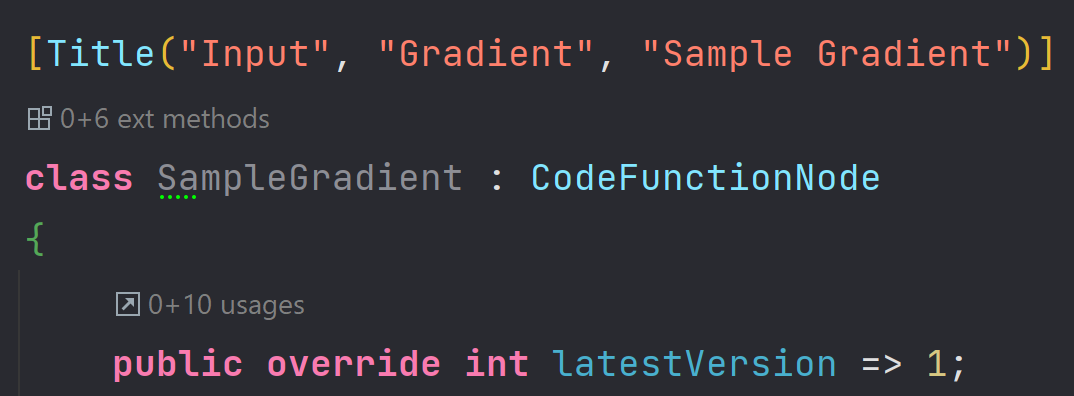 [Title("Input", "Gradient", "Sample Gradient")]
0+6 ext methods
class SampleGradient : CodeFunctionNode
{
0+10 usages
public override int latestVersion => 1;